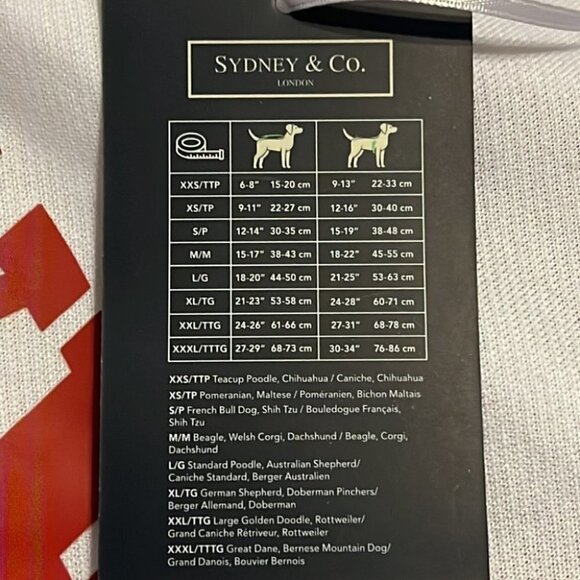 SYDNEY & CO.
LONDON
XXS/TTP 6-8" 15-20 cm 9-13" 22-33 cm
XS/TP 9-11" 22-27 cm 12-16" 30-40 cm
S/P 12-14" 30-35 cm 15-19" 38-48 cm
M/M 15-17" 38-43 cm 18-22" 45-55 cm
L/G 18-20" 44-50 cm 21-25" 53-63 cm
XL/TG 21-23" 53-58 cm 24-28" 60-71 cm
XXL/TTG 24-26" 61-66 cm 27-31" 68-78 cm
XXXL/TTTG 27-29" 68-73 cm 30-34" 76-86 cm
XXS/TTP Teacup Poodle, Chihuahua / Caniche, Chihuahua
XS/TP Pomeranian, Maltese / Poméranien, Bichon Maltais
S/P French Bull Dog, Shih Tzu / Bouledogue Français,
Shih Tzu
M/M Beagle, Welsh Corgi, Dachshund / Beagle, Corgi,
Dachshund
L/G Standard Poodle, Australian Shepherd/
Caniche Standard, Berger Australien
XL/TG German Shepherd, Doberman Pinchers/
Berger Allemand, Doberman
XXL/TTG Large Golden Doodle, Rottweiler/
Grand Caniche Rétriveur, Rottweiler
XXXL/TTTG Great Dane, Bernese Mountain Dog/
Grand Danois, Bouvier Bernois